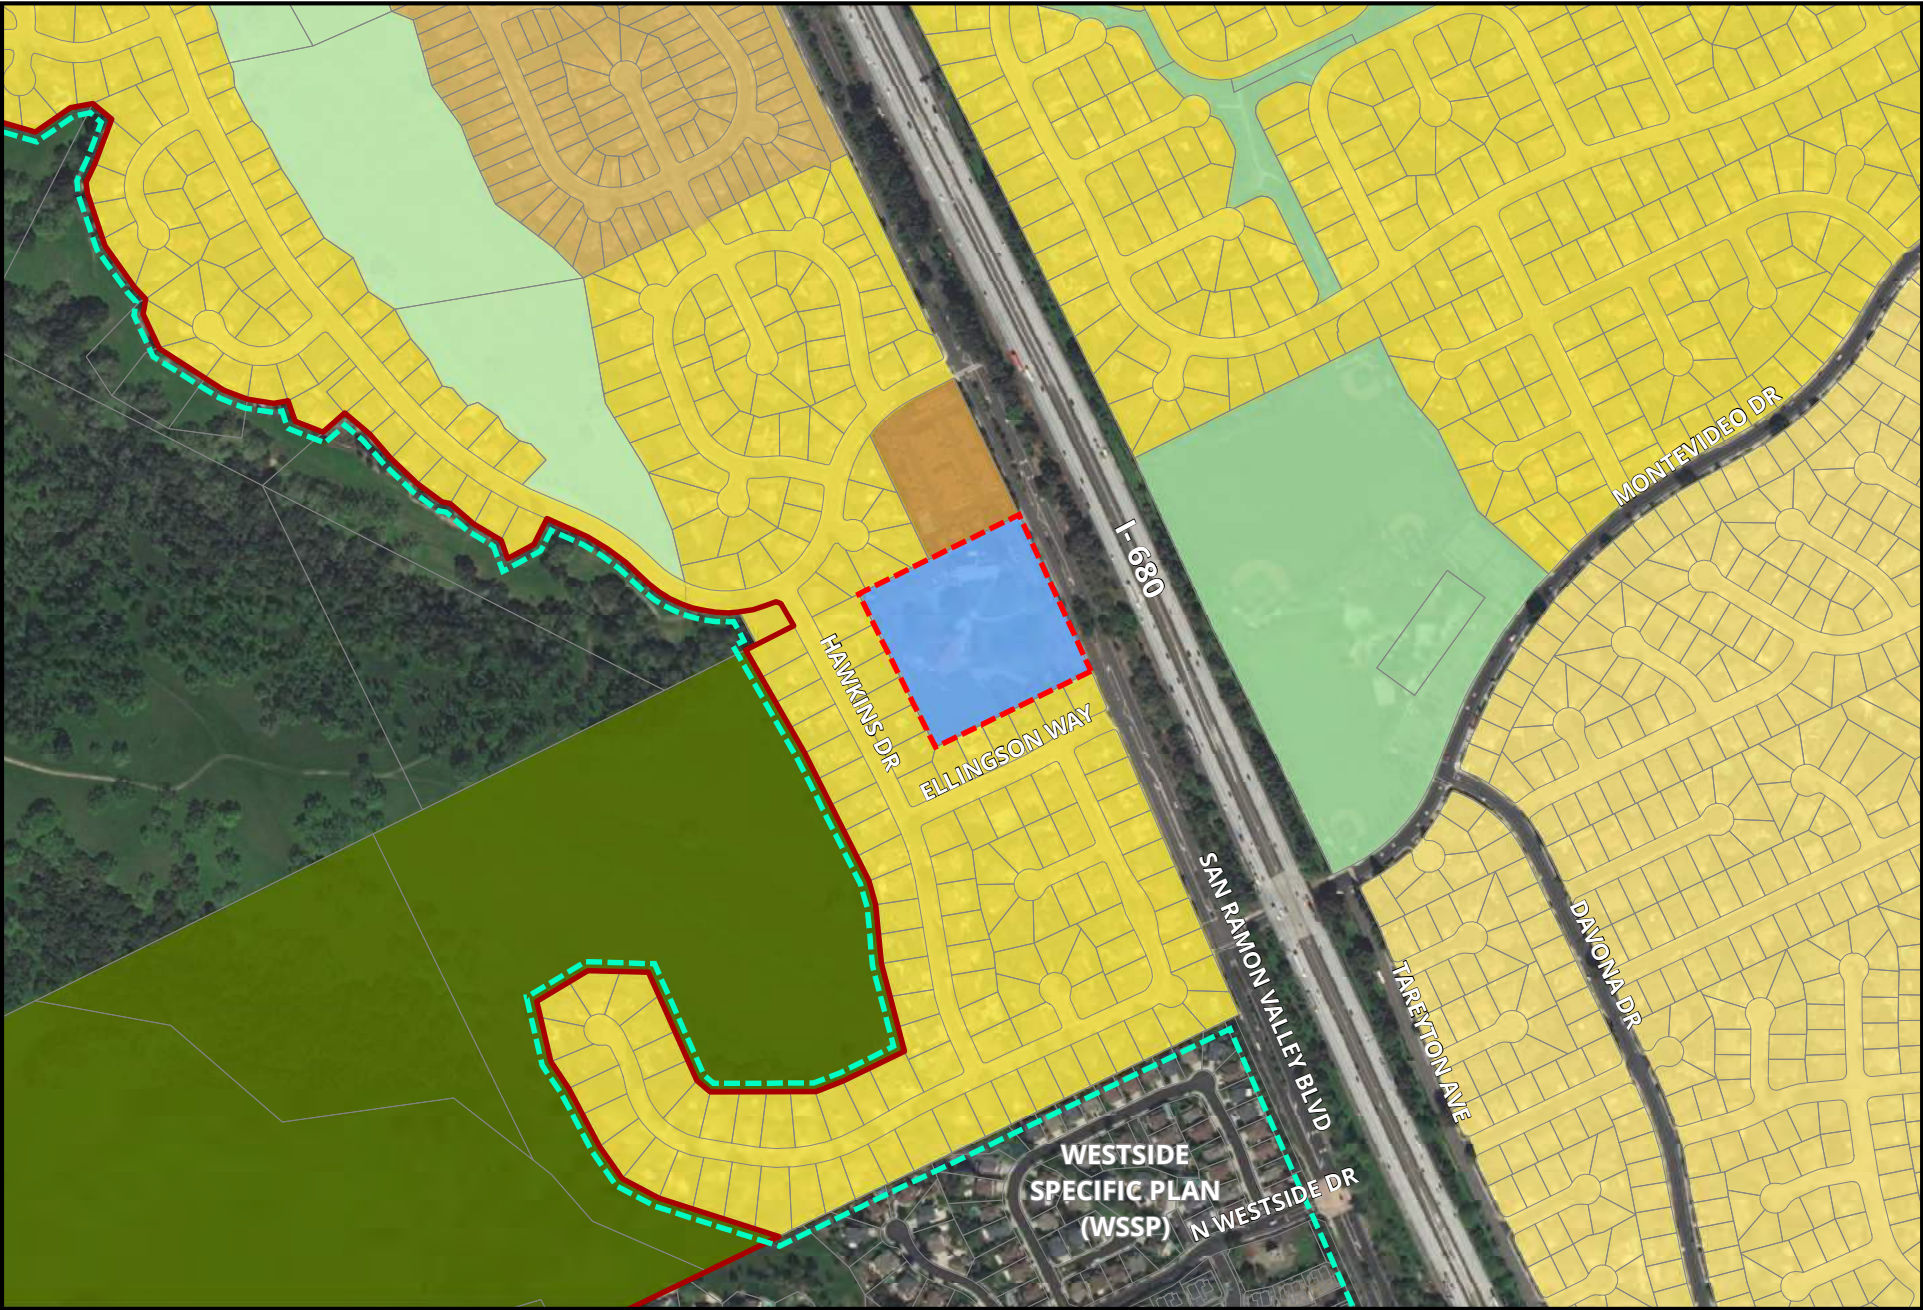 MONTEVIDEO DR
I-680
HAWKINS DR
ELLINGSON WAY
SAN RAMON VALLEY BLVD
DAVONA DR
TAREYTON AVE
WESTSIDE
SPECIFIC PLAN
(WSSP)
N WESTSIDE DR